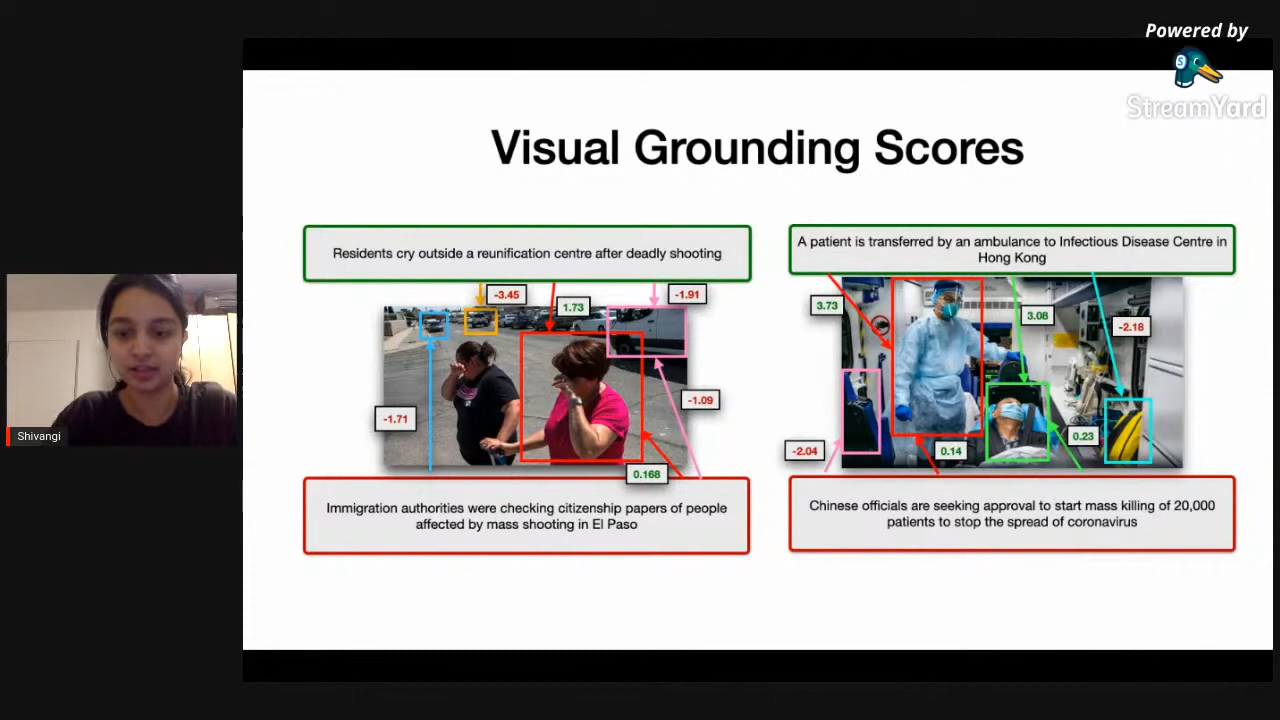 Powered by
StreamYard
Visual Grounding Scores
Residents cry outside a reunification centre after deadly shooting
A patient is transferred by an ambulance to Infectious Disease Centre in
Hong Kong
-3.45
1.73
-1.91
-1.71
-1.09
0.168
3.73
3.08
-2.18
-2.04
0.14
0.23
Immigration authorities were checking citizenship papers of people
affected by mass shooting in El Paso
Chinese officials are seeking approval to start mass killing of 20,000
patients to stop the spread of coronavirus
Shivangi